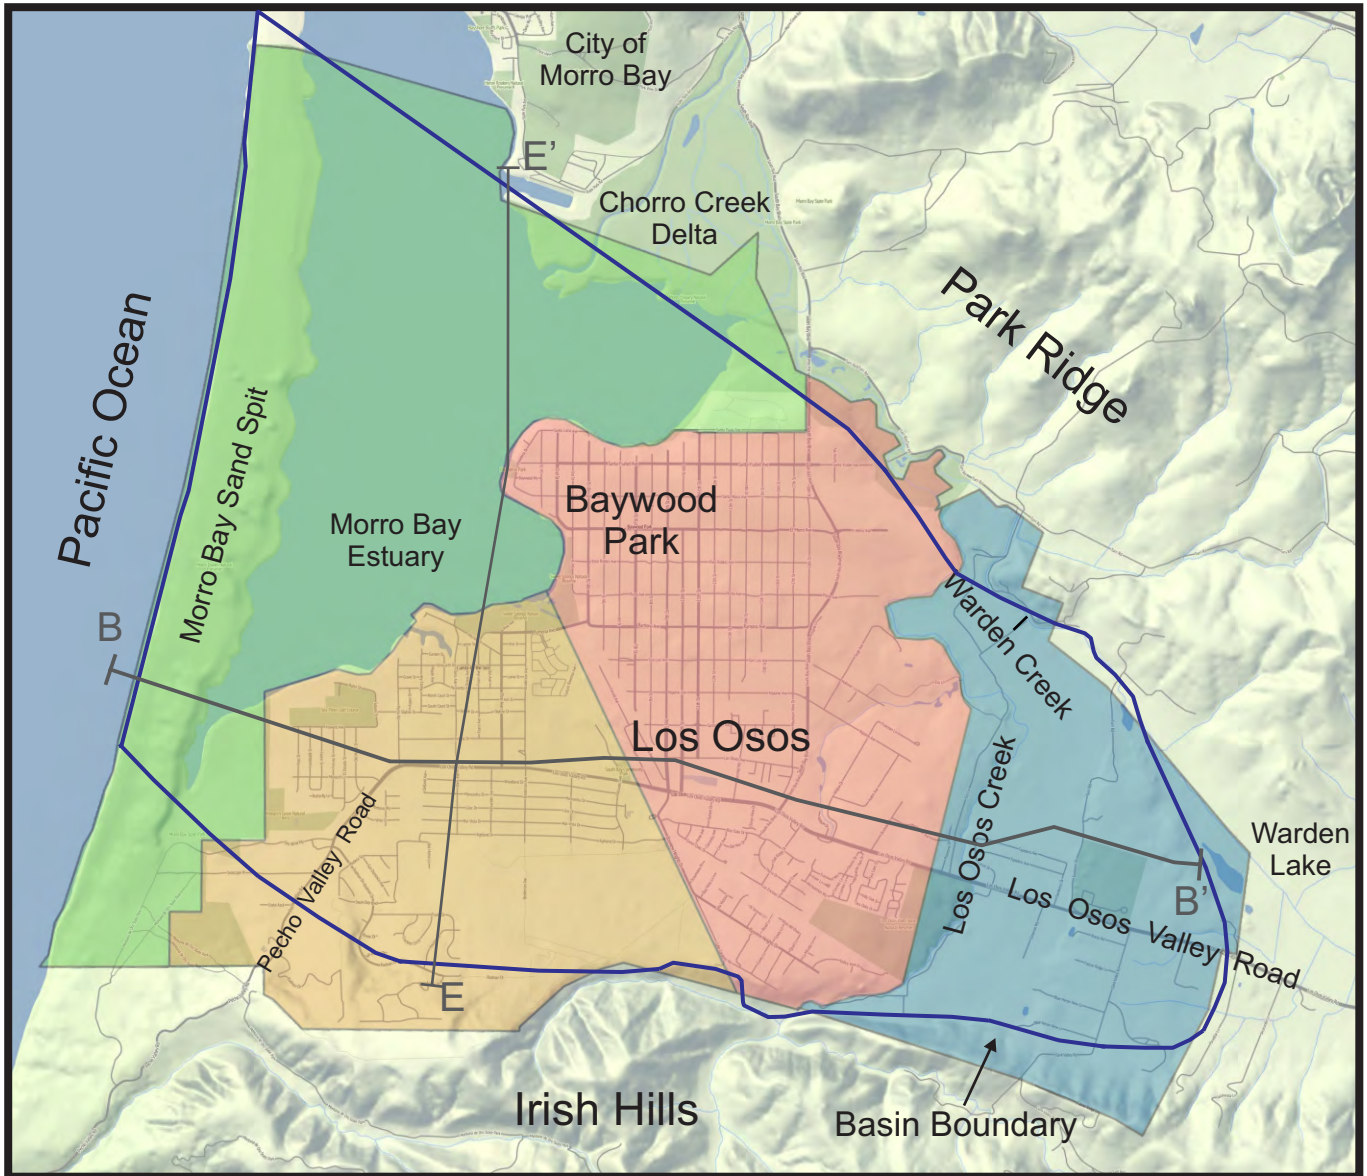 City of
Morro Bay
E’
Chorro Creek
Delta
Park Ridge
Pacific Ocean
Morro Bay Sand Spit
Baywood
Park
Morro Bay
Estuary
Warden Creek
B
Los Osos
Los Osos Creek
Pecho Valley Road
Warden
Lake
B’
Los Osos Valley Road
E
Irish Hills
Basin Boundary